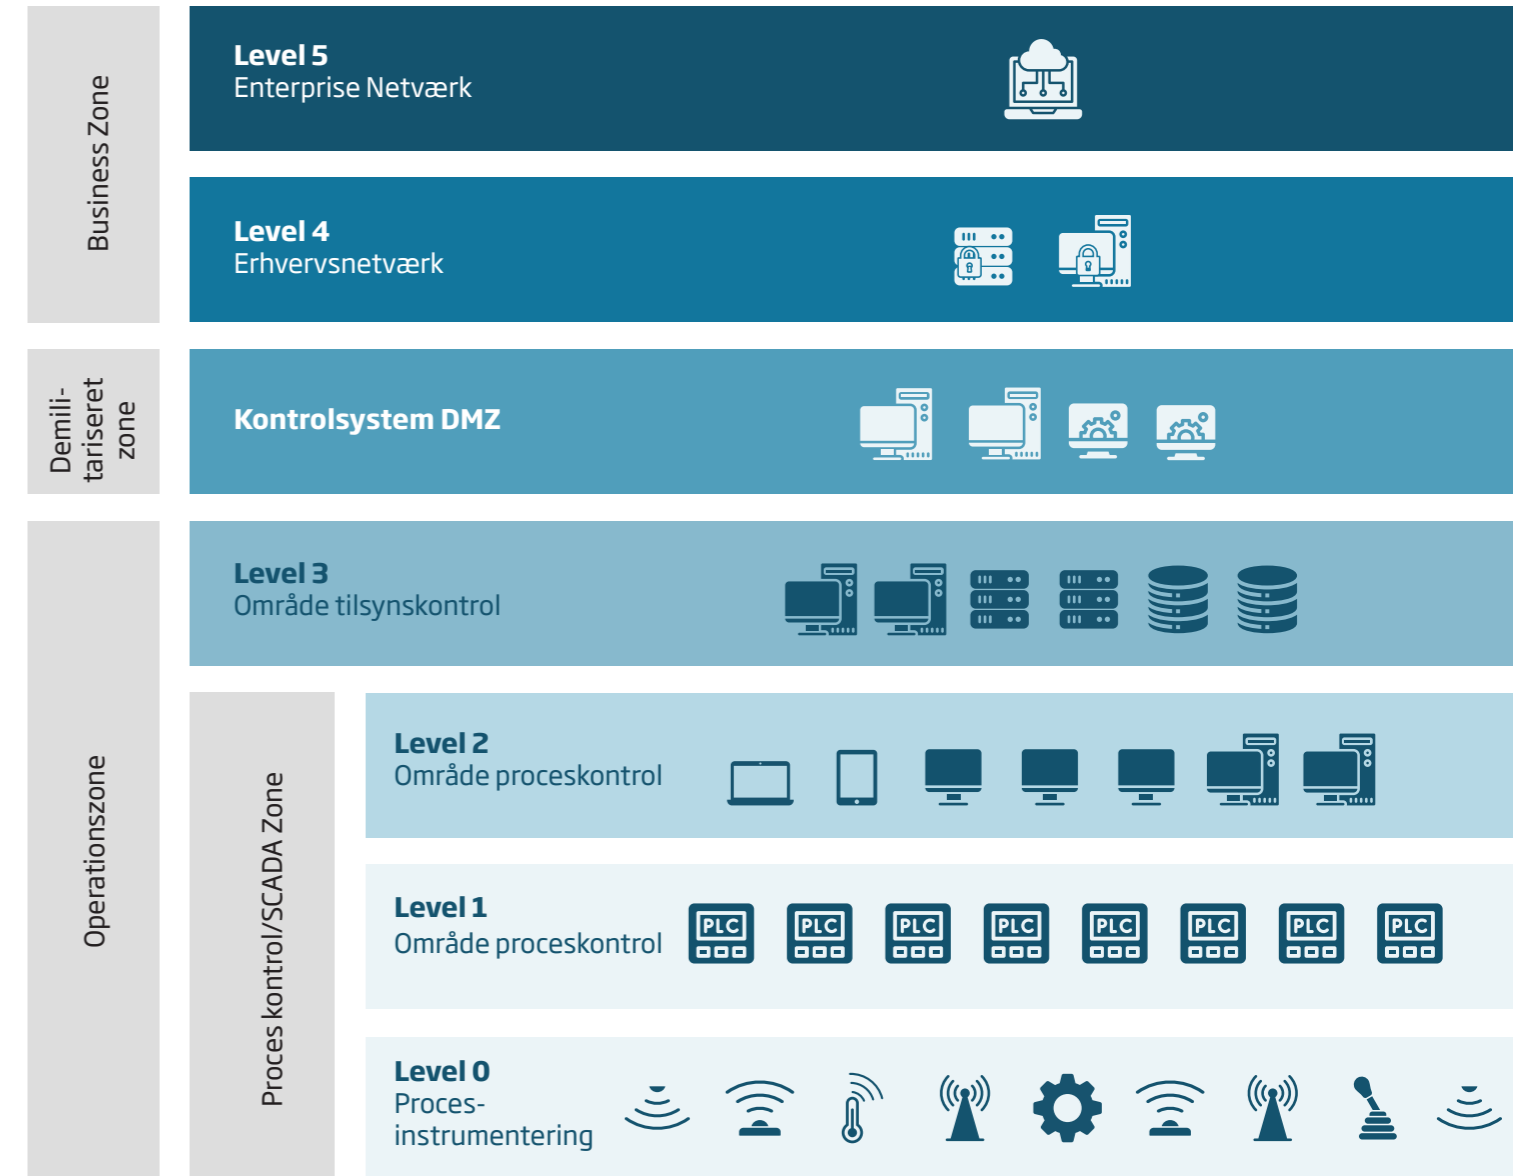 Business Zone
Level 5
Enterprise Netværk
Level 4
Erhvervsnetværk
Demili-
tariseret
zone
Kontrolsystem DMZ
Operationszone
Level 3
Område tilsynskontrol
Proces kontrol/SCADA Zone
Level 2
Område proceskontrol
Level 1
Område proceskontrol
PLC PLC PLC PLC PLC PLC PLC PLC
Level 0
Proces-
instrumentering